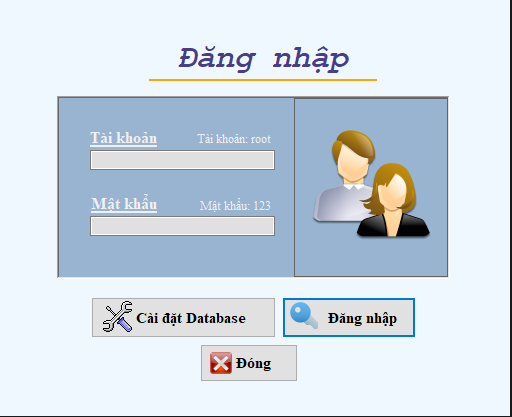 Đăng nhập
Tài khoản Tài khoản: root
Mật khẩu Mật khẩu: 123
Cài đặt Database Đăng nhập
Đóng